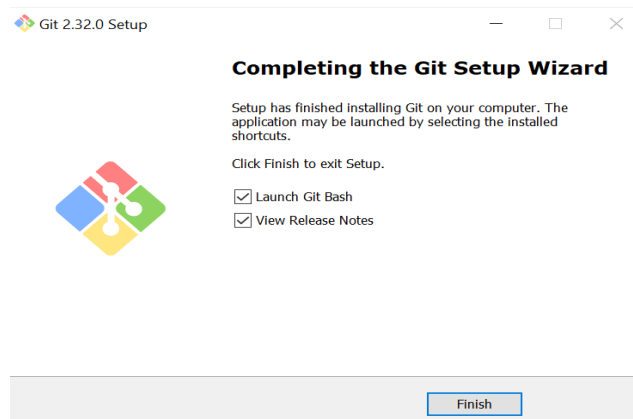 Git 2.32.0 Setup
Completing the Git Setup Wizard
Setup has finished installing Git on your computer. The
application may be launched by selecting the installed
shortcuts.
Click Finish to exit Setup.
Launch Git Bash
View Release Notes
Finish